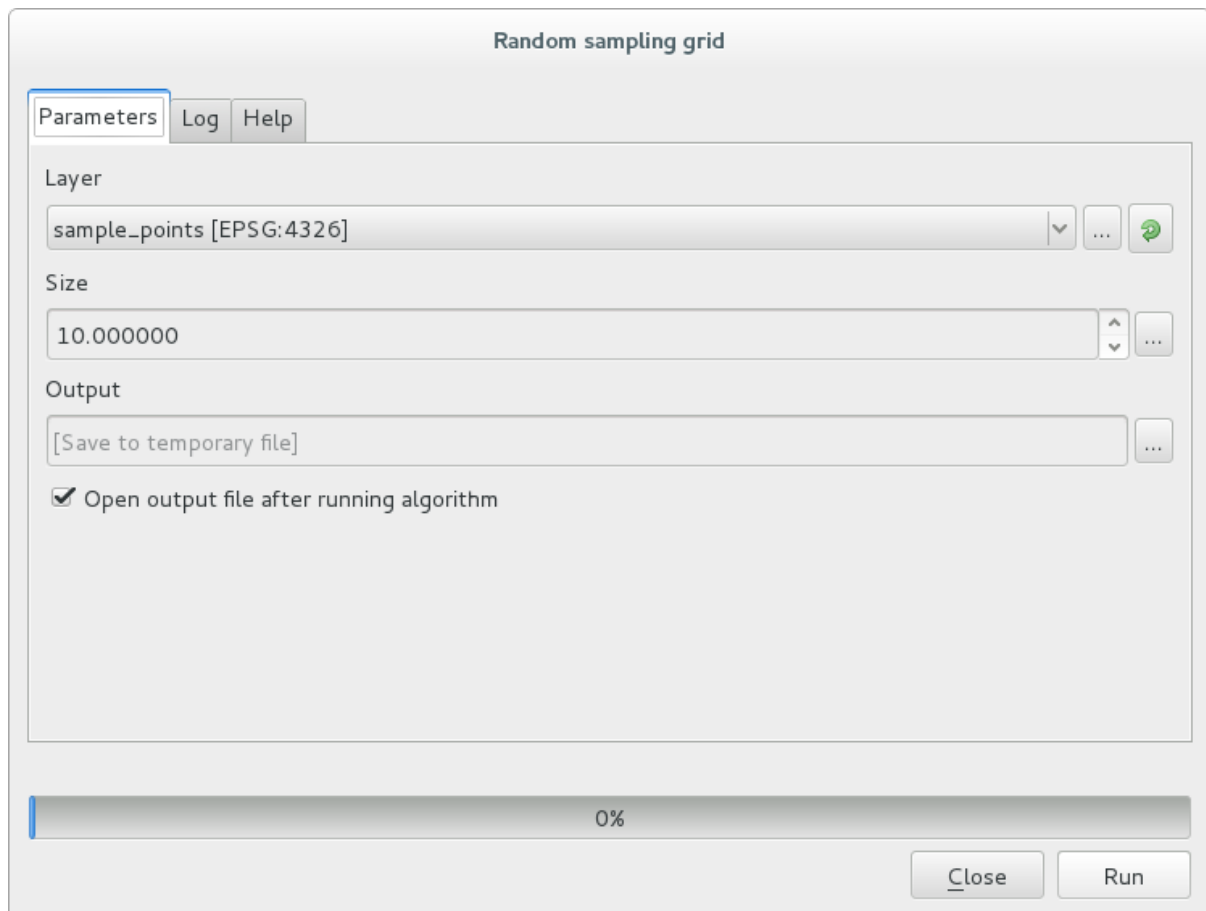 Random sampling grid
Parameters Log Help
Layer
sample_points [EPSG:4326]
...
Size
10.000000
...
Output
[Save to temporary file]
...
Open output file after running algorithm
0%
Close Run